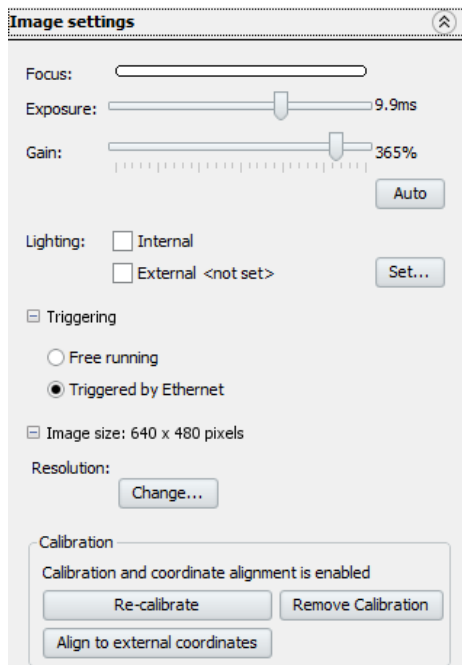 Image settings
Focus:
Exposure: 9.9ms
Gain: 365%
Auto
Lighting: Internal
External <not set> Set...
Triggering
Free running
Triggered by Ethernet
Image size: 640 x 480 pixels
Resolution:
Change...
Calibration
Calibration and coordinate alignment is enabled
Re-calibrate Remove Calibration
Align to external coordinates